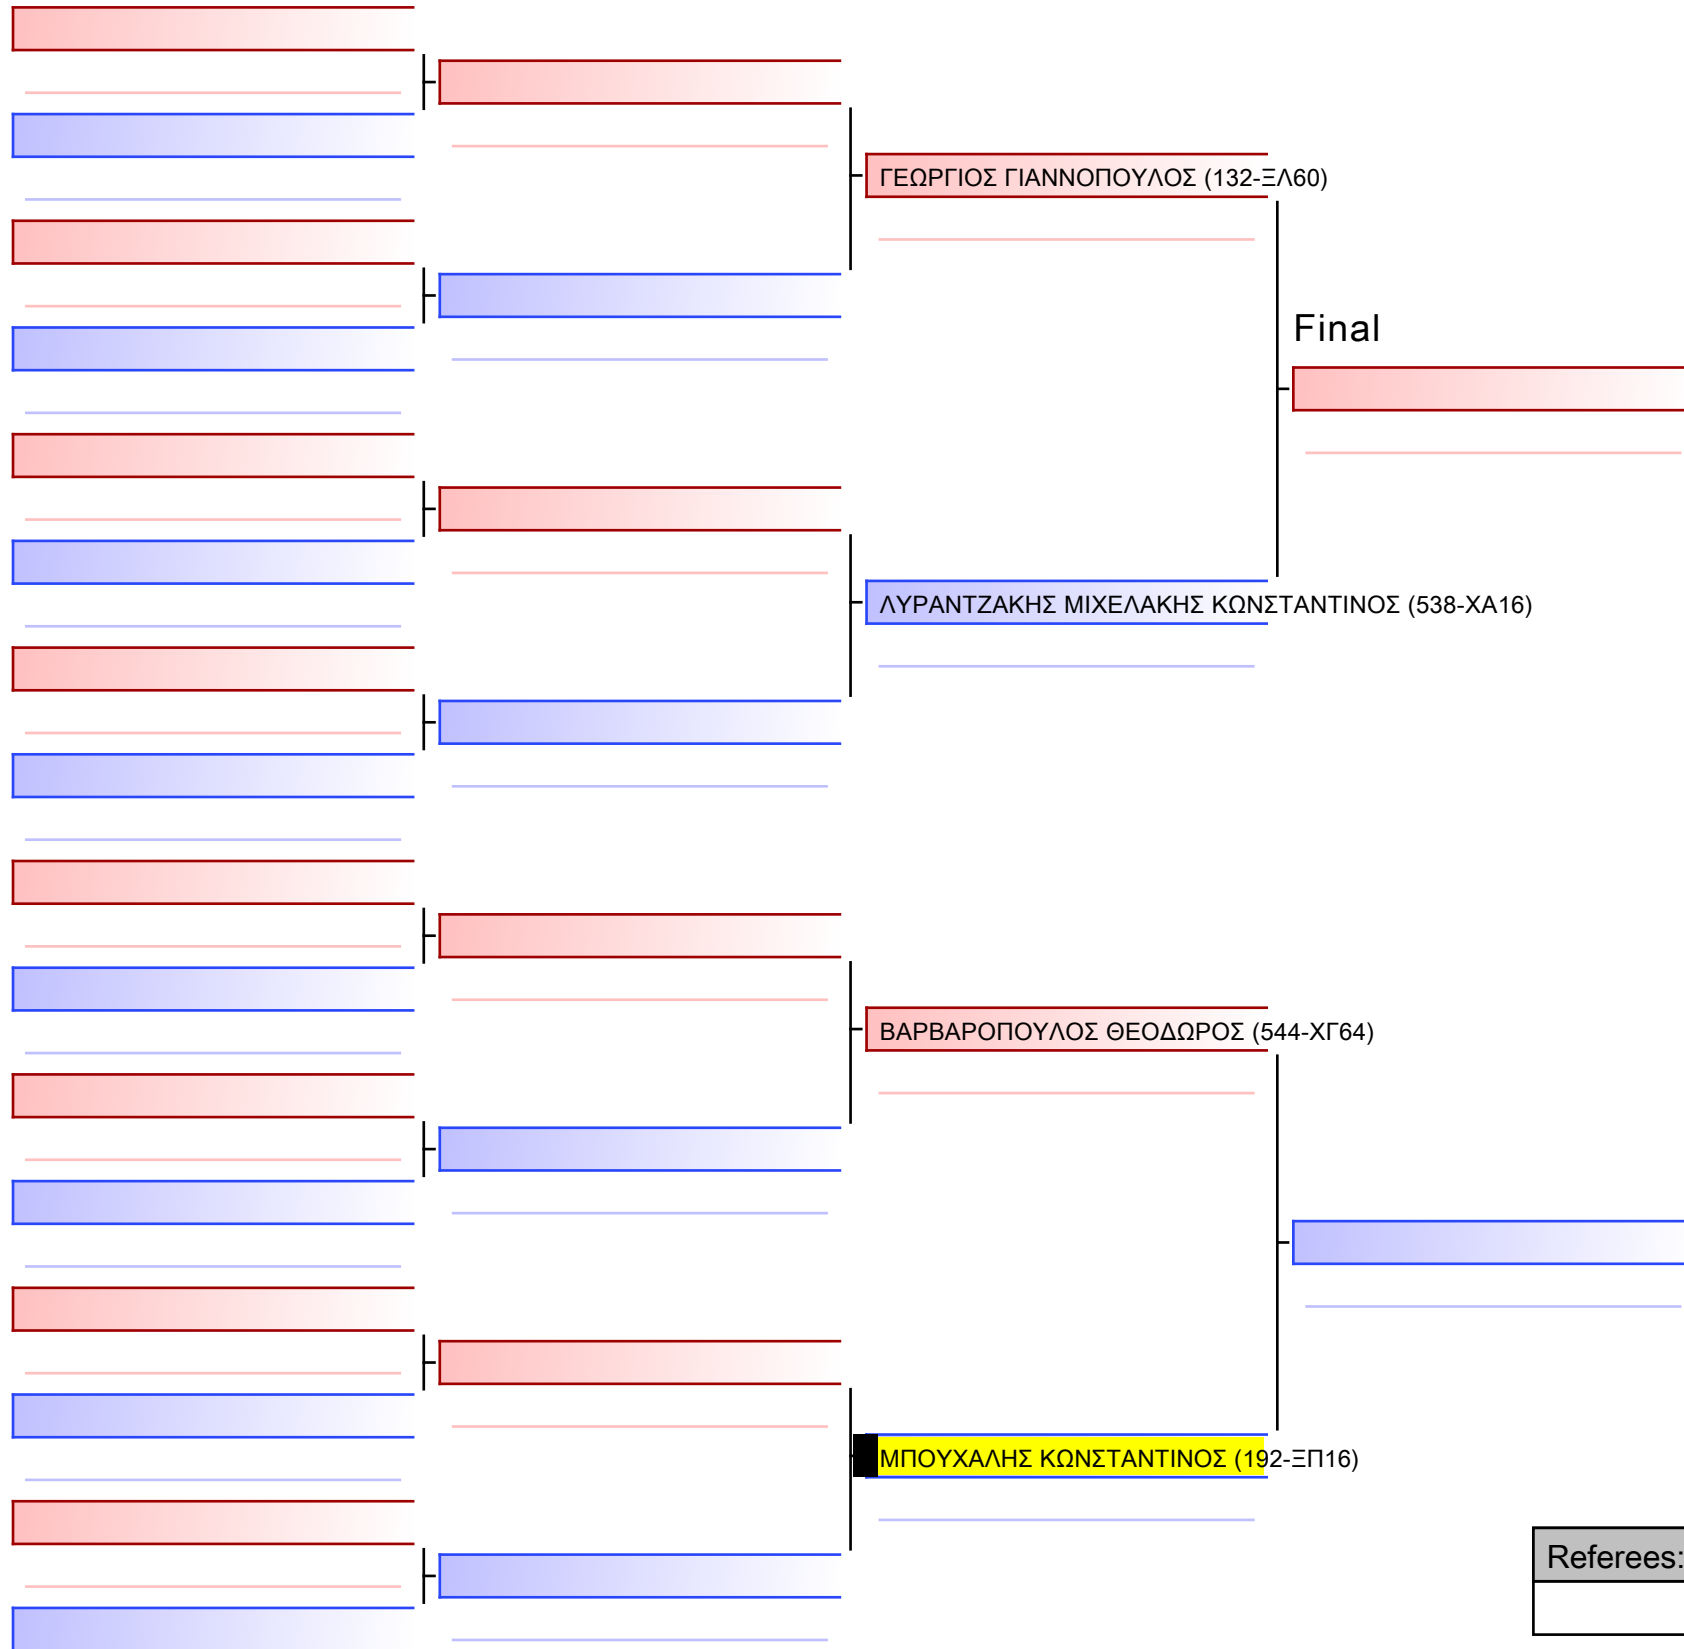 ΓΕΩΡΓΙΟΣ ΓΙΑΝΝΟΠΟΥΛΟΣ (132-ΞΛ60)
Final
ΛΥΡΑΝΤΖΑΚΗΣ ΜΙΧΕΛΑΚΗΣ ΚΩΝΣΤΑΝΤΙΝΟΣ (538-ΧΑ16)
ΒΑΡΒΑΡΟΠΟΥΛΟΣ ΘΕΟΔΩΡΟΣ (544-ΧΓ64)
ΜΠΟΥΧΑΛΗΣ ΚΩΝΣΤΑΝΤΙΝΟΣ (192-ΞΠ16)
Referees: